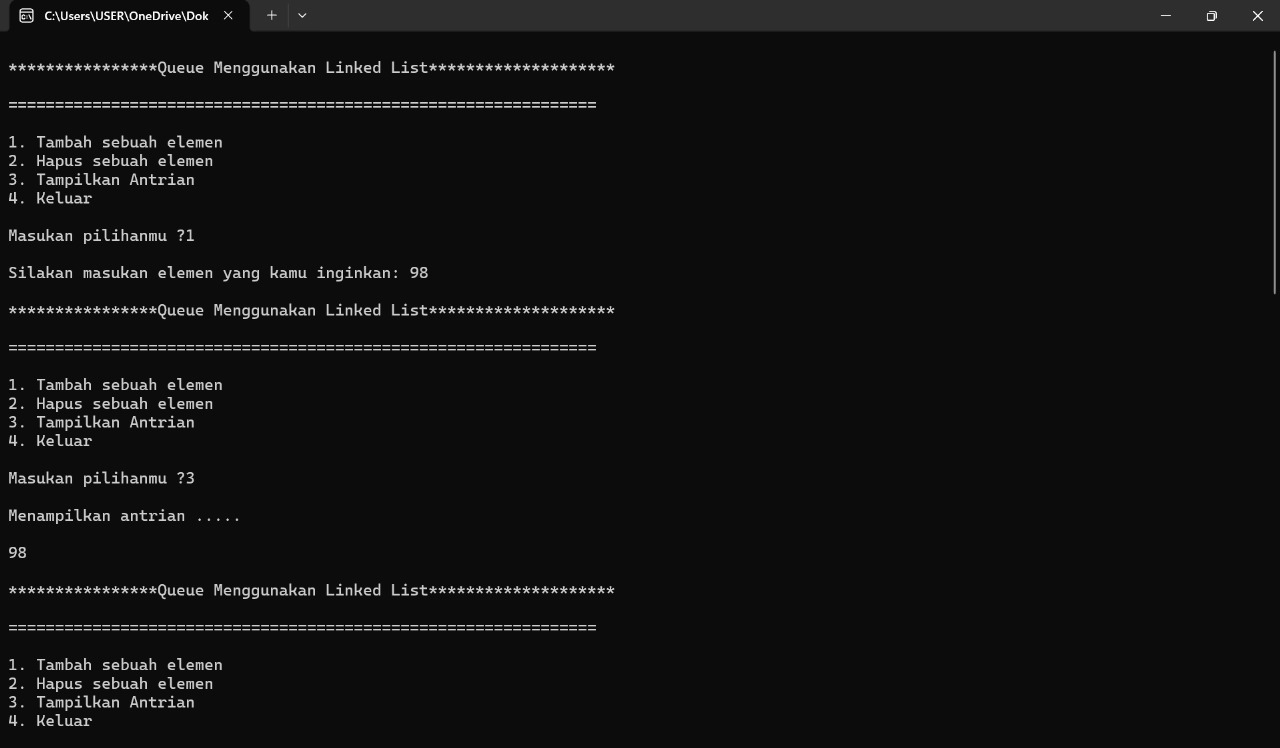 C:\Users\USER\OneDrive\Dok
****************Queue Menggunakan Linked List********************
===============================================================
1. Tambah sebuah elemen
2. Hapus sebuah elemen
3. Tampilkan Antrian
4. Keluar
Masukan pilihanmu ?1
Silakan masukan elemen yang kamu inginkan: 98
****************Queue Menggunakan Linked List********************
===============================================================
1. Tambah sebuah elemen
2. Hapus sebuah elemen
3. Tampilkan Antrian
4. Keluar
Masukan pilihanmu ?3
Menampilkan antrian .....
98
****************Queue Menggunakan Linked List********************
===============================================================
1. Tambah sebuah elemen
2. Hapus sebuah elemen
3. Tampilkan Antrian
4. Keluar